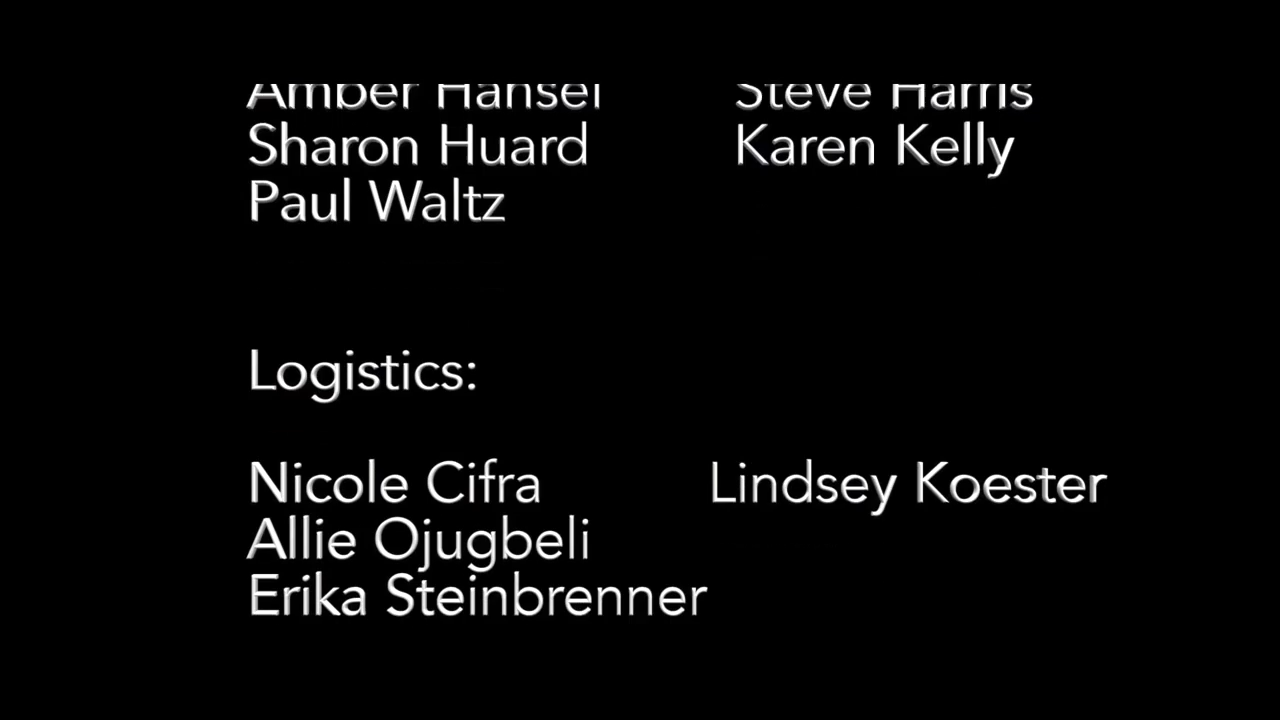 Amber Hansel Steve Harris
Sharon Huard Karen Kelly
Paul Waltz
Logistics:
Nicole Cifra Lindsey Koester
Allie Ojugbeli
Erika Steinbrenner